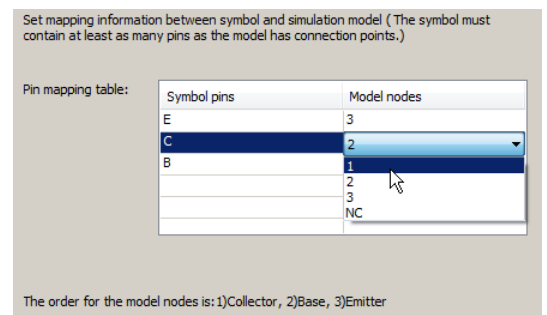 Set mapping information between symbol and simulation model ( The symbol must
contain at least as many pins as the model has connection points.)
Pin mapping table:
Symbol pins Model nodes
E 3
C 2
B
1
2
3
NC
The order for the model nodes is:1)Collector, 2)Base, 3)Emitter